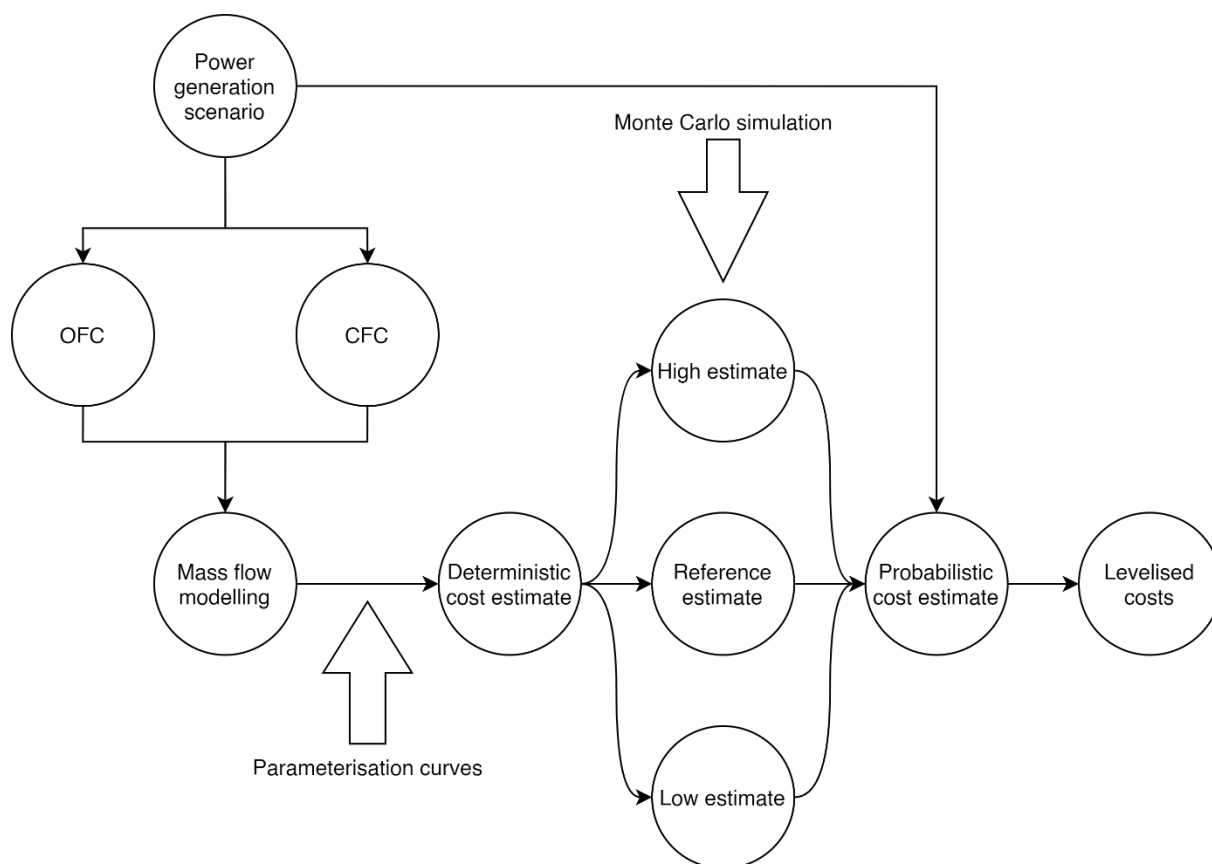 Power
generation
scenario
Monte Carlo simulation
OFC
CFC
High estimate
Mass flow
modelling
Deterministic
cost estimate
Reference
estimate
Probabilistic
cost estimate
Levelised
costs
Parameterisation curves
Low estimate